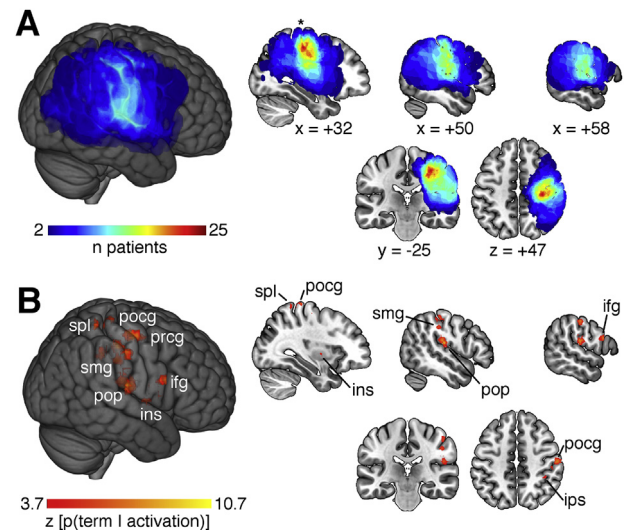 A
*
x = +32
x = +50
x = +58
2
25
n patients
y = -25
z = +47
B
spl
pocg
prcg
smg
pop
ifg
ins
spl
pocg
ins
smg
pop
ifg
pocg
ips
3.7
10.7
z [p(term I activation)]